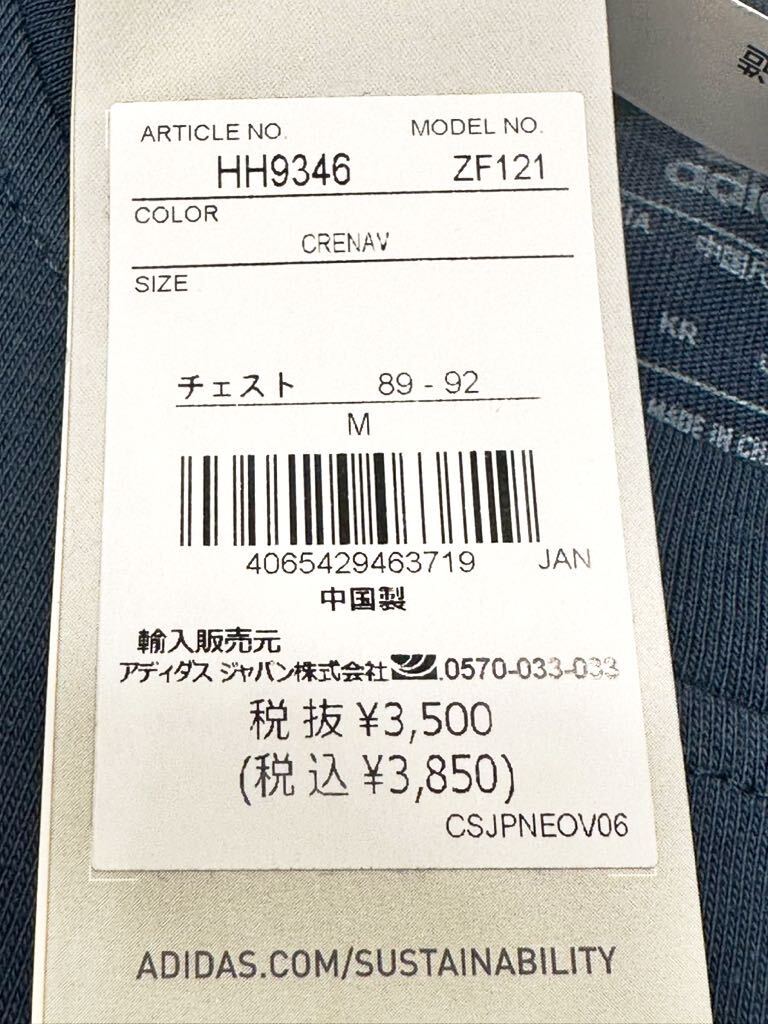 ARTICLE NO. MODEL NO.
HH9346 ZF121
COLOR
CRENAV
SIZE
チェスト 89 - 92
M
4065429463719 JAN
中国製
輸入販売元
アディダス ジャパン株式会社 .0570-033-033
税抜 ¥3,500
(税込 ¥3,850)
CSJPNEOV06
ADIDAS.COM/SUSTAINABILITY
KR
MADE IN